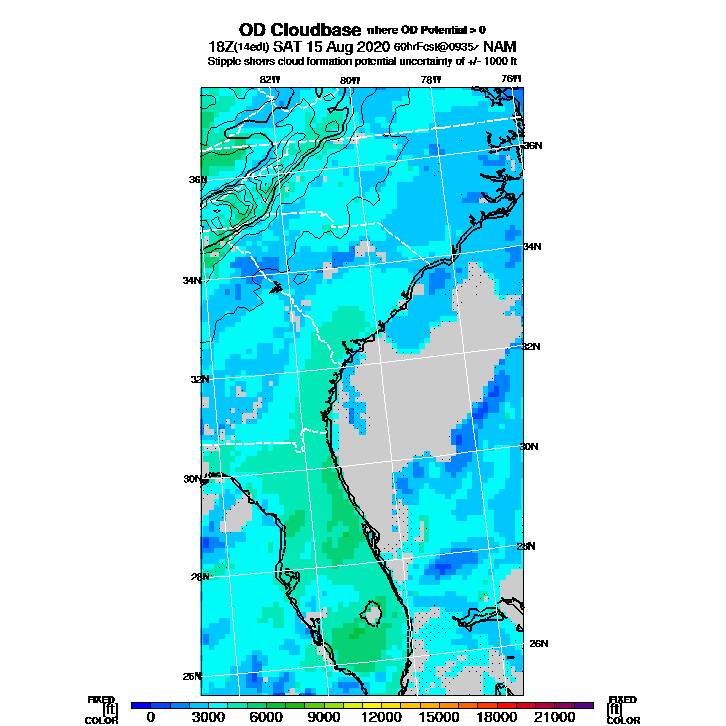 OD Cloudbase where OD Potential > 0
18Z(14edt) SAT 15 Aug 2020 60hrFcst@0935z NAM
Stipple shows cloud formation potential uncertainty of +/- 1000 ft
82W 80W 78W 76W
36N
36N
34N
34N
32N
32N
30N
30N
28N
28N
26N
26N
FIXED FIXED
[ft] [ft]
COLOR 0 3000 6000 9000 12000 15000 18000 21000 COLOR